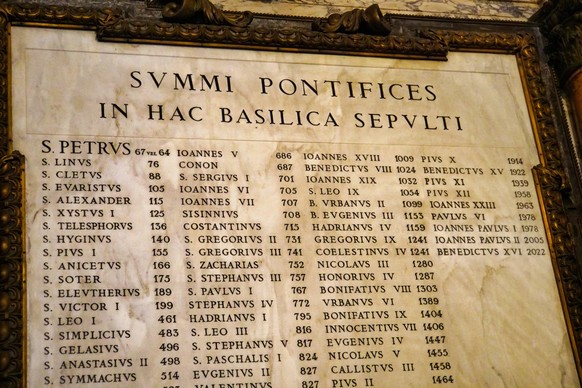 SVMMI PONTIFICES
IN HAC BASILICA SEPVLTI
S. PETRVS 67 VEL 64
S. LINVS 76
S. CLETVS 88
S. EVARISTVS 105
S. ALEXANDER 115
S. XYSTVS I 125
S. TELESPHORVS 136
S. HYGINVS 140
S. PIVS I 155
S. ANICETVS 166
S. SOTER 175
S. ELEVTHERIVS 189
S. VICTOR I 199
S. LEO I 461
S. SIMPLICIVS 483
S. GELASIVS 496
S. ANASTASIVS II 498
S. SYMMACHVS 514
IOANNES V 686
CONON 687
S. SERGIVS I 701
IOANNES VI 705
IOANNES VII 707
SISINNIVS 708
COSTANTINVS 715
S. GREGORIVS II 731
S. GREGORIVS III 741
S. ZACHARIAS 752
S. STEPHANVS III 757
S. PAVLVS I 767
STEPHANVS IV 772
HADRIANVS I 795
S. LEO III 816
S. STEPHANVS V 817
S. PASCHALIS I 824
EVGENIVS II 827
VALENTINVS 827
IOANNES XVIII 1009
BENEDICTVS VIII 1024
IOANNES XIX 1032
S. LEO IX 1054
B. VRBANVS II 1099
B. EVGENIVS III 1153
HADRIANVS IV 1159
GREGORIVS IX 1241
COELESTINVS IV 1241
NICOLAVS III 1280
HONORIVS IV 1287
BONIFATIVS VIII 1303
VRBANVS VI 1389
BONIFATIVS IX 1404
INNOCENTIVS VII 1406
EVGENIVS IV 1447
NICOLAVS V 1455
CALLISTVS III 1458
PIVS II 1464
PIVS X 1914
BENEDICTVS XV 1922
PIVS XI 1939
PIVS XII 1958
IOANNES XXIII 1963
PAVLVS VI 1978
IOANNES PAVLVS I 1978
IOANNES PAVLVS II 2005
BENEDICTVS XVI 2022